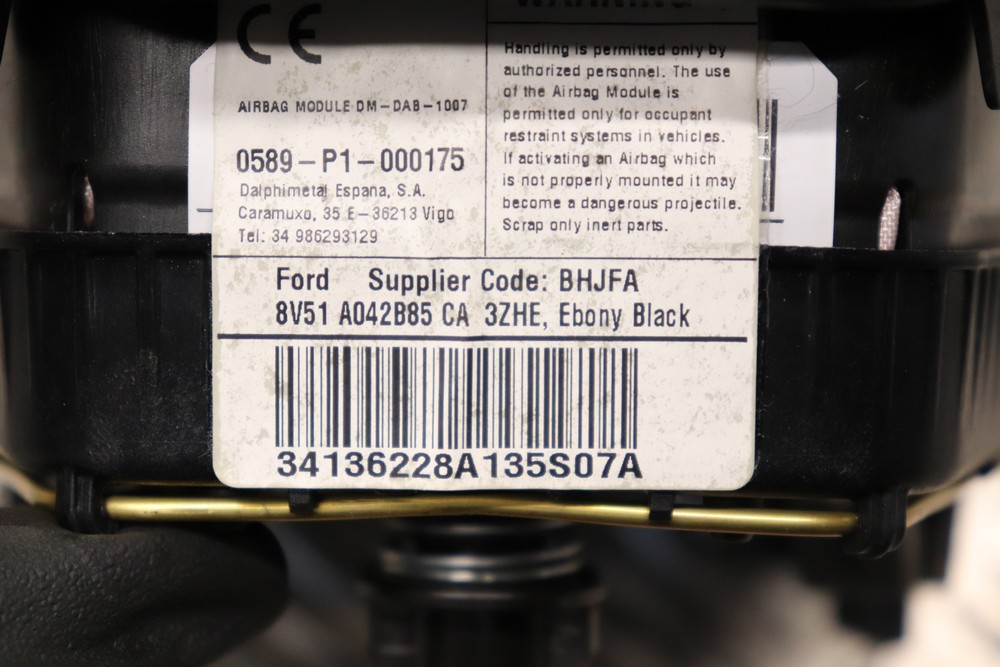 CE
AIRBAG MODULE DM-DAB-1007
0589-P1-000175
Dalphimetal Espana, S.A.
Caramuxo, 35 E-36213 Vigo
Tel: 34 986293129
WARNING
Handling is permitted only by
authorized personnel. The use
of the Airbag Module is
permitted only for occupant
restraint systems in vehicles.
If activating an Airbag which
is not properly mounted it may
become a dangerous projectile.
Scrap only inert parts.
Ford Supplier Code: BHJFA
8V51 A042B85 CA 3ZHE, Ebony Black
34136228A135S07A